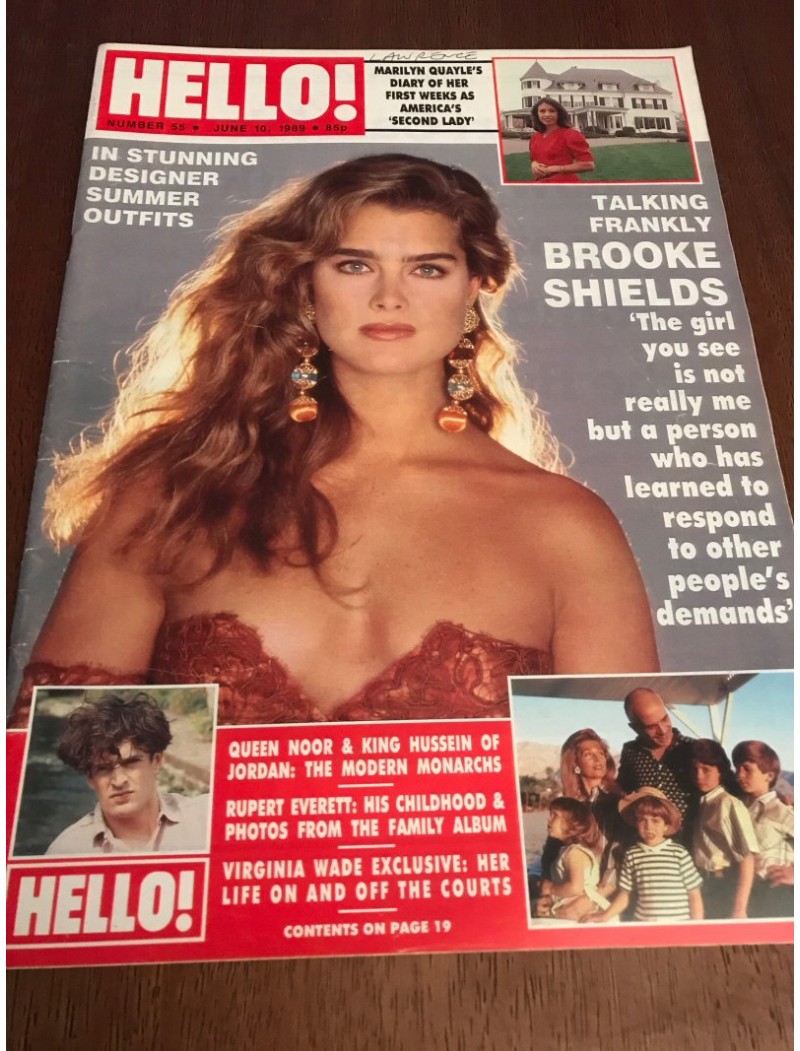 LAWRENCE
HELLO!
NUMBER 55 • JUNE 10, 1989 • 85p
MARILYN QUAYLE'S
DIARY OF HER
FIRST WEEKS AS
AMERICA'S
'SECOND LADY'
IN STUNNING
DESIGNER
SUMMER
OUTFITS
TALKING
FRANKLY
BROOKE
SHIELDS
'The girl
you see
is not
really me
but a person
who has
learned to
respond
to other
people's
demands'
QUEEN NOOR & KING HUSSEIN OF
JORDAN: THE MODERN MONARCHS
RUPERT EVERETT: HIS CHILDHOOD &
PHOTOS FROM THE FAMILY ALBUM
VIRGINIA WADE EXCLUSIVE: HER
LIFE ON AND OFF THE COURTS
CONTENTS ON PAGE 19
HELLO!